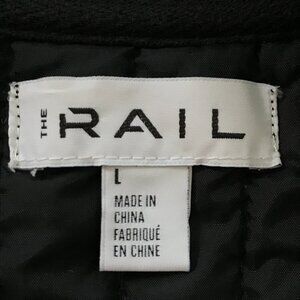 THE RAIL
L
MADE IN
CHINA
FABRIQUÉ
EN CHINE